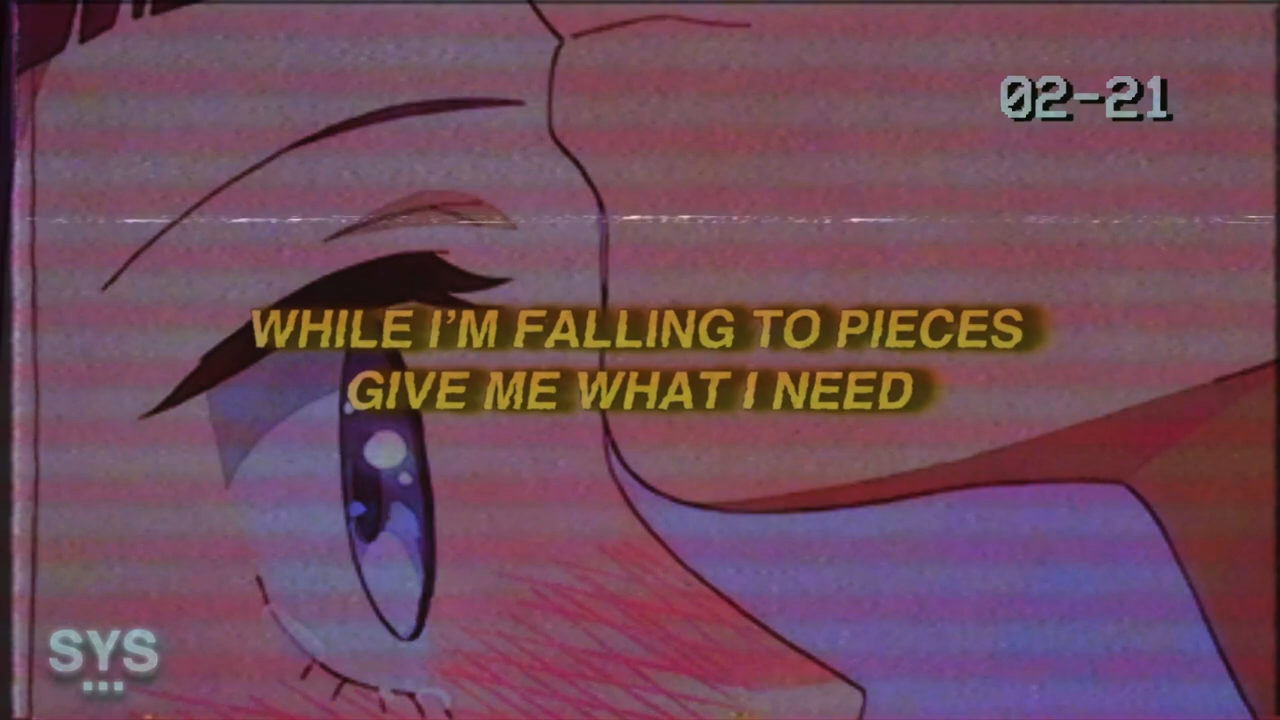 02-21
WHILE I'M FALLING TO PIECES
GIVE ME WHAT I NEED
SYS